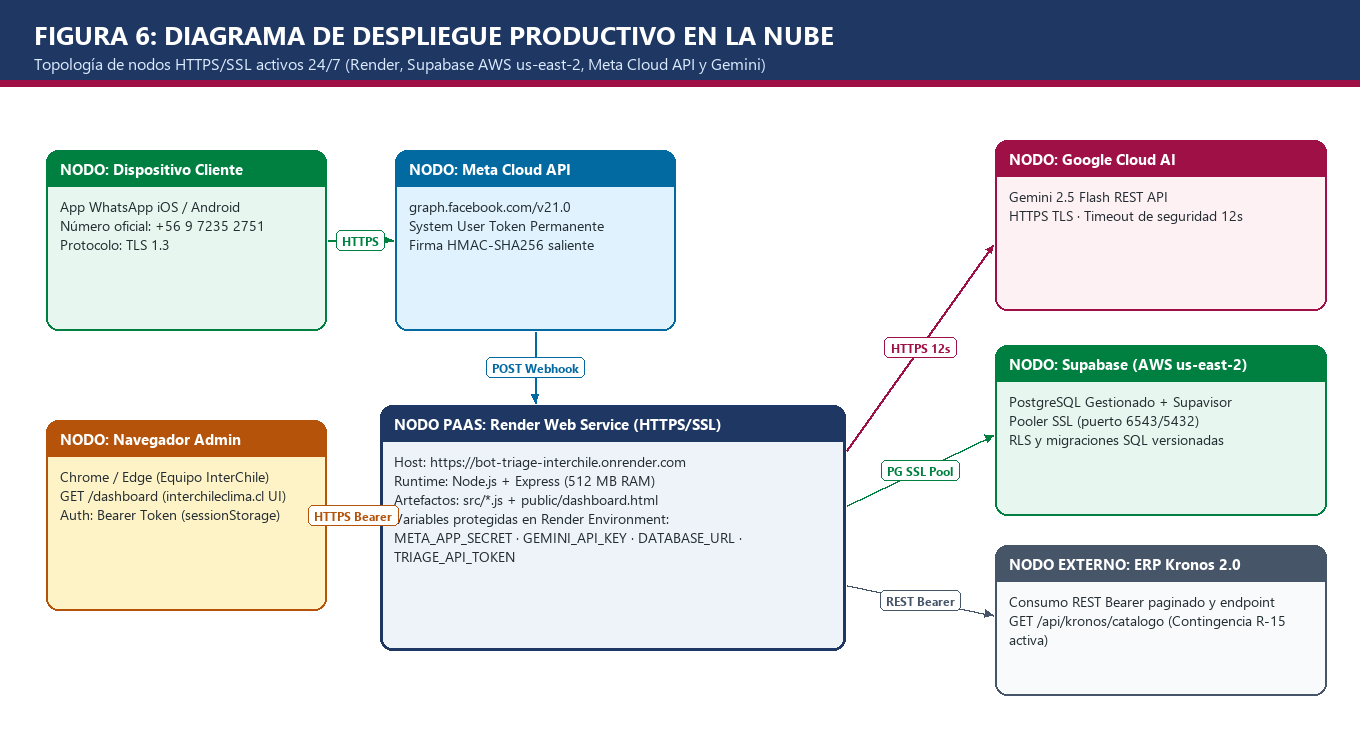 FIGURA 6: DIAGRAMA DE DESPLIEGUE PRODUCTIVO EN LA NUBE
Topología de nodos HTTPS/SSL activos 24/7 (Render, Supabase AWS us-east-2, Meta Cloud API y Gemini)
NODO: Dispositivo Cliente
App WhatsApp iOS / Android
Número oficial: +56 9 7235 2751
Protocolo: TLS 1.3
HTTPS
NODO: Meta Cloud API
graph.facebook.com/v21.0
System User Token Permanente
Firma HMAC-SHA256 saliente
POST Webhook
NODO: Google Cloud AI
Gemini 2.5 Flash REST API
HTTPS TLS · Timeout de seguridad 12s
HTTPS 12s
NODO: Supabase (AWS us-east-2)
PostgreSQL Gestionado + Supavisor
Pooler SSL (puerto 6543/5432)
RLS y migraciones SQL versionadas
PG SSL Pool
NODO: Navegador Admin
Chrome / Edge (Equipo InterChile)
GET /dashboard (interchileclima.cl UI)
Auth: Bearer Token (sessionStorage)
HTTPS Bearer
NODO PAAS: Render Web Service (HTTPS/SSL)
Host: https://bot-triage-interchile.onrender.com
Runtime: Node.js + Express (512 MB RAM)
Artefactos: src/*.js + public/dashboard.html
Variables protegidas en Render Environment:
META_APP_SECRET · GEMINI_API_KEY · DATABASE_URL ·
TRIAGE_API_TOKEN
REST Bearer
NODO EXTERNO: ERP Kronos 2.0
Consumo REST Bearer paginado y endpoint
GET /api/kronos/catalogo (Contingencia R-15
activa)